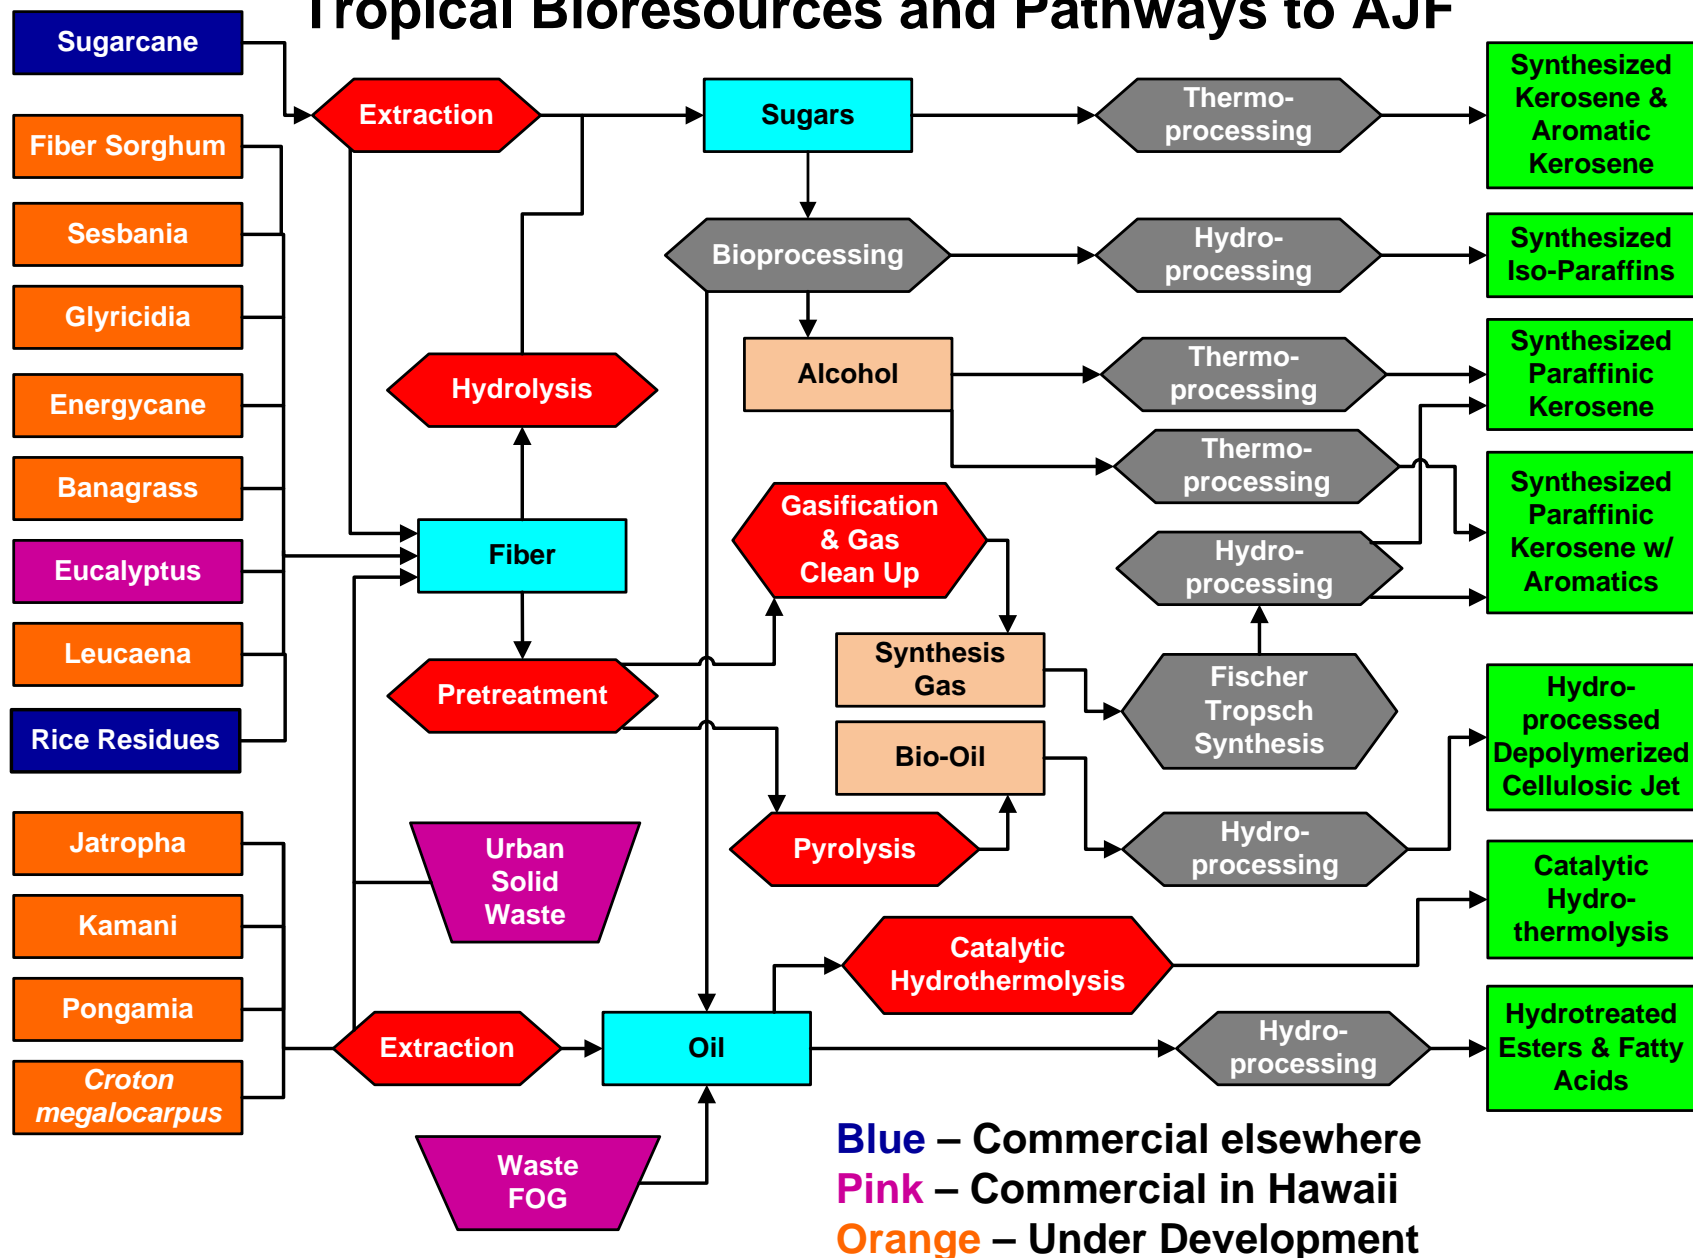 Tropical Bioresources and Pathways to AJF
Sugarcane
Fiber Sorghum
Sesbania
Glyricidia
Energycane
Banagrass
Eucalyptus
Leucaena
Rice Residues
Jatropha
Kamani
Pongamia
Croton
megalocarpus
Extraction
Hydrolysis
Fiber
Pretreatment
Urban
Solid
Waste
Extraction
Waste
FOG
Sugars
Bioprocessing
Alcohol
Gasification
& Gas
Clean Up
Synthesis
Gas
Bio-Oil
Pyrolysis
Catalytic
Hydrothermolysis
Oil
Thermo-
processing
Hydro-
processing
Thermo-
processing
Thermo-
processing
Hydro-
processing
Fischer
Tropsch
Synthesis
Hydro-
processing
Hydro-
processing
Synthesized
Kerosene &
Aromatic
Kerosene
Synthesized
Iso-Paraffins
Synthesized
Paraffinic
Kerosene
Synthesized
Paraffinic
Kerosene w/
Aromatics
Hydro-
processed
Depolymerized
Cellulosic Jet
Catalytic
Hydro-
thermolysis
Hydrotreated
Esters & Fatty
Acids
Blue – Commercial elsewhere
Pink – Commercial in Hawaii
Orange – Under Development